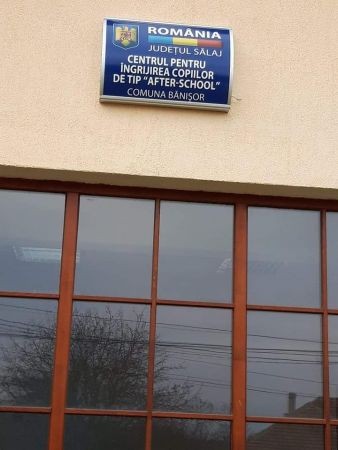 ROMÂNIA
JUDEȚUL SĂLAJ
CENTRUL PENTRU
ÎNGRIJIREA COPIILOR
DE TIP "AFTER-SCHOOL"
COMUNA BĂNIȘOR